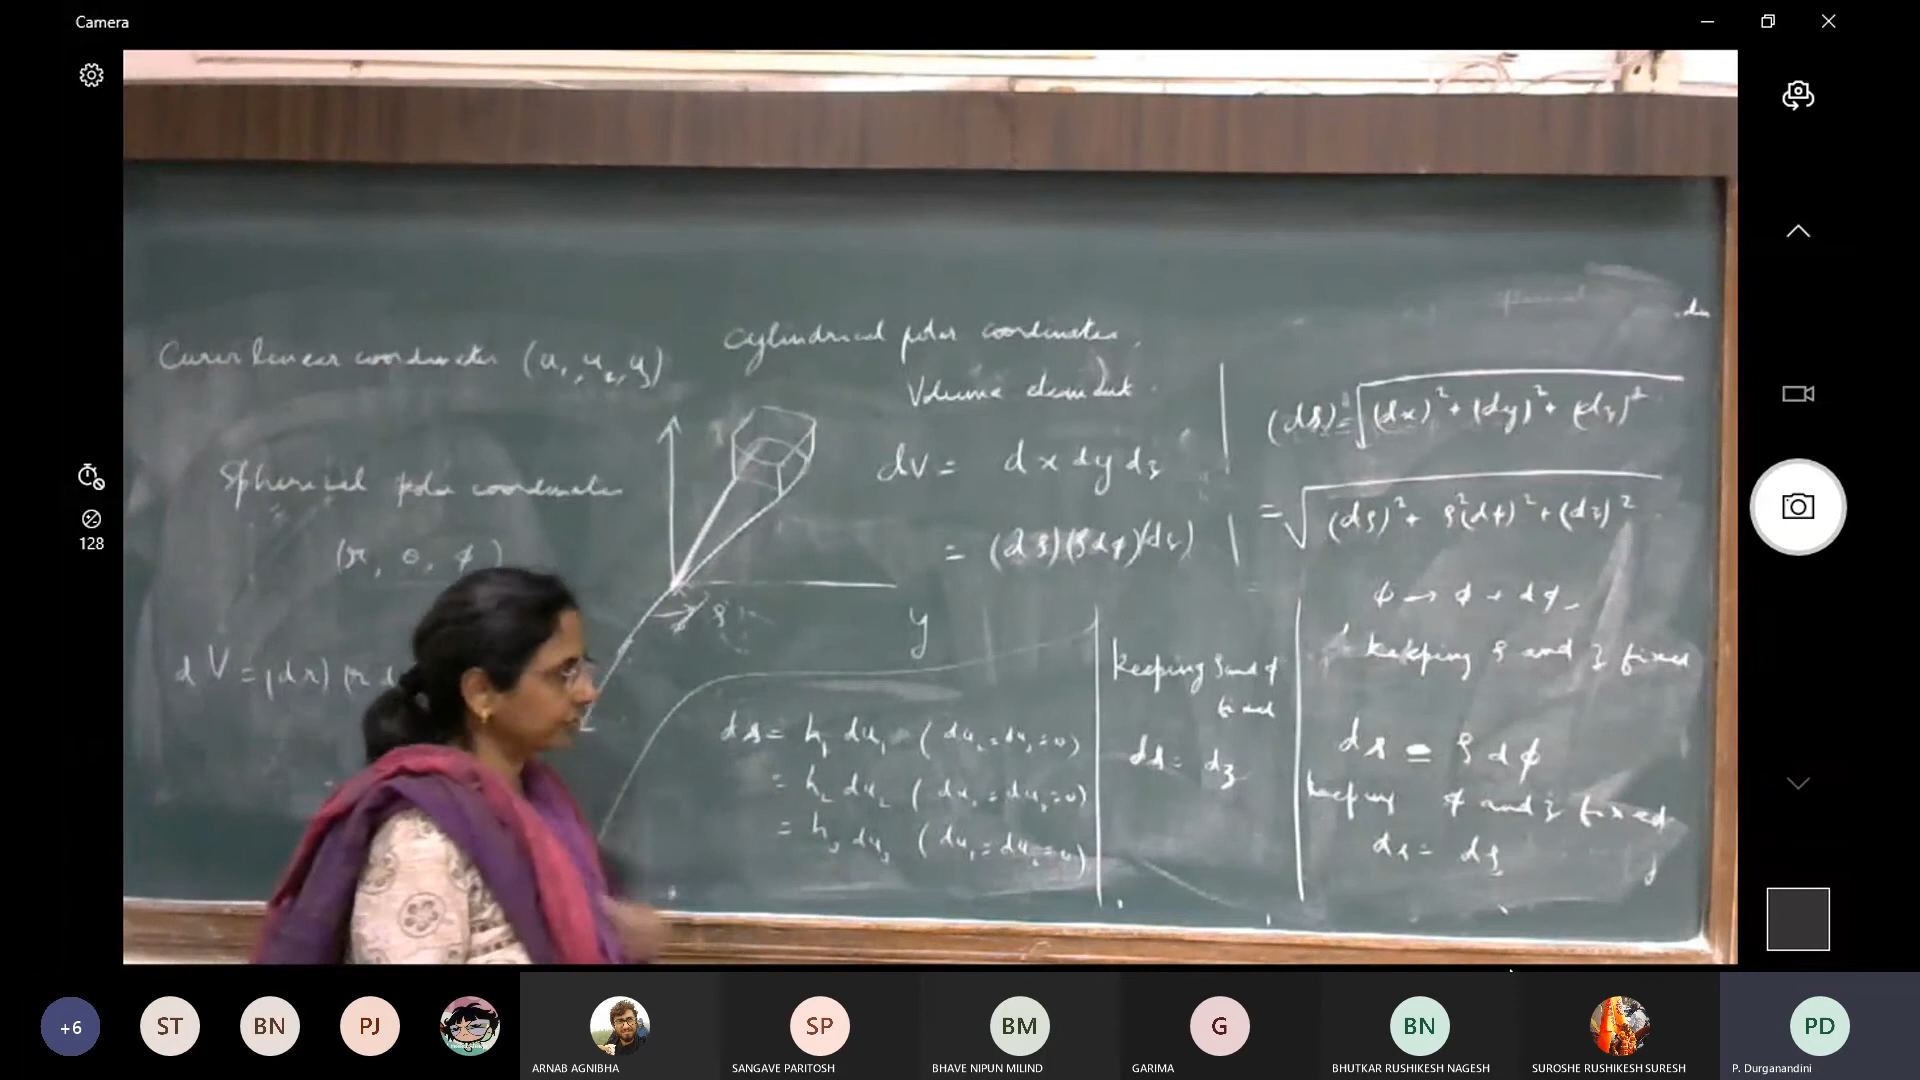 Camera
128
Curvilinear coordinates (u₁, u₂, u₃)
Spherical polar coordinates
(r, θ, φ)
dV = (dr) (r d
Cylindrical polar coordinates.
Volume element.
dV = dx dy dz
= (dρ)(ρdφ)(dz)
y
φ
ρ
ds = h₁ du₁ (du₂=du₃=0)
= h₂ du₂ (du₁=du₃=0)
= h₃ du₃ (du₁=du₂=0)
Keeping ρ and φ
fixed
ds = dz
(ds) = √(dx)² + (dy)² + (dz)²
= √(dρ)² + ρ²(dφ)² + (dz)²
φ → φ + dφ
keeping ρ and z fixed
ds = ρ dφ
keeping φ and z fixed
ds = dρ
+6
ST
BN
PJ
ARNAB AGNIBHA
SP
SANGAVE PARITOSH
BM
BHAVE NIPUN MILIND
G
GARIMA
BN
BHUTKAR RUSHIKESH NAGESH
SUROSHE RUSHIKESH SURESH
PD
P. Durganandini